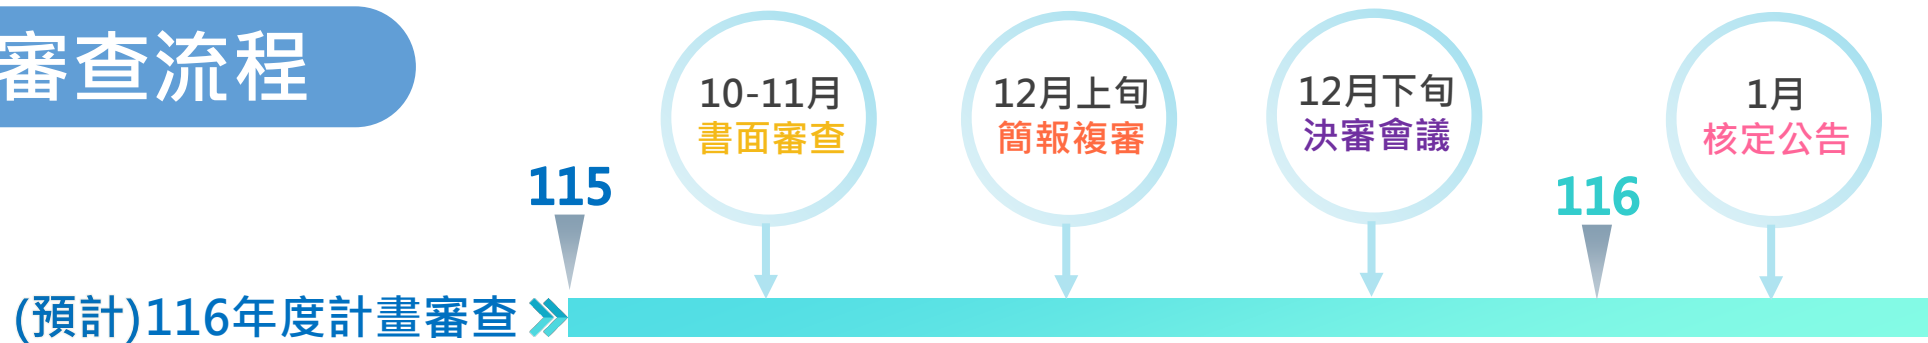 審查流程
10-11月
書面審查
12月上旬
簡報複審
12月下旬
決審會議
1月
核定公告
115
116
(預計)116年度計畫審查